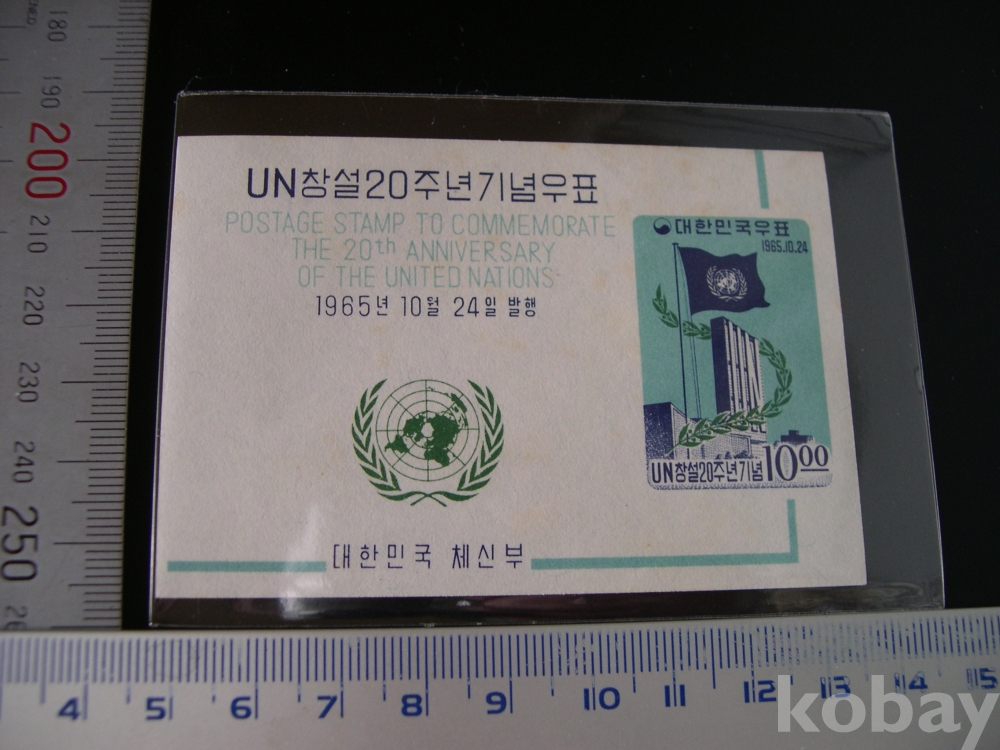 UN창설20주년기념우표
POSTAGE STAMP TO COMMEMORATE
THE 20th ANNIVERSARY
OF THE UNITED NATIONS
1965년 10월 24일 발행
대한민국우표
1965.10.24
UN
UN창설20주년기념 1000
대한민국 체신부
180
190
200
210
220
230
240
250
4 5 6 7 8 9 10 11 12 13 14 15
kobay